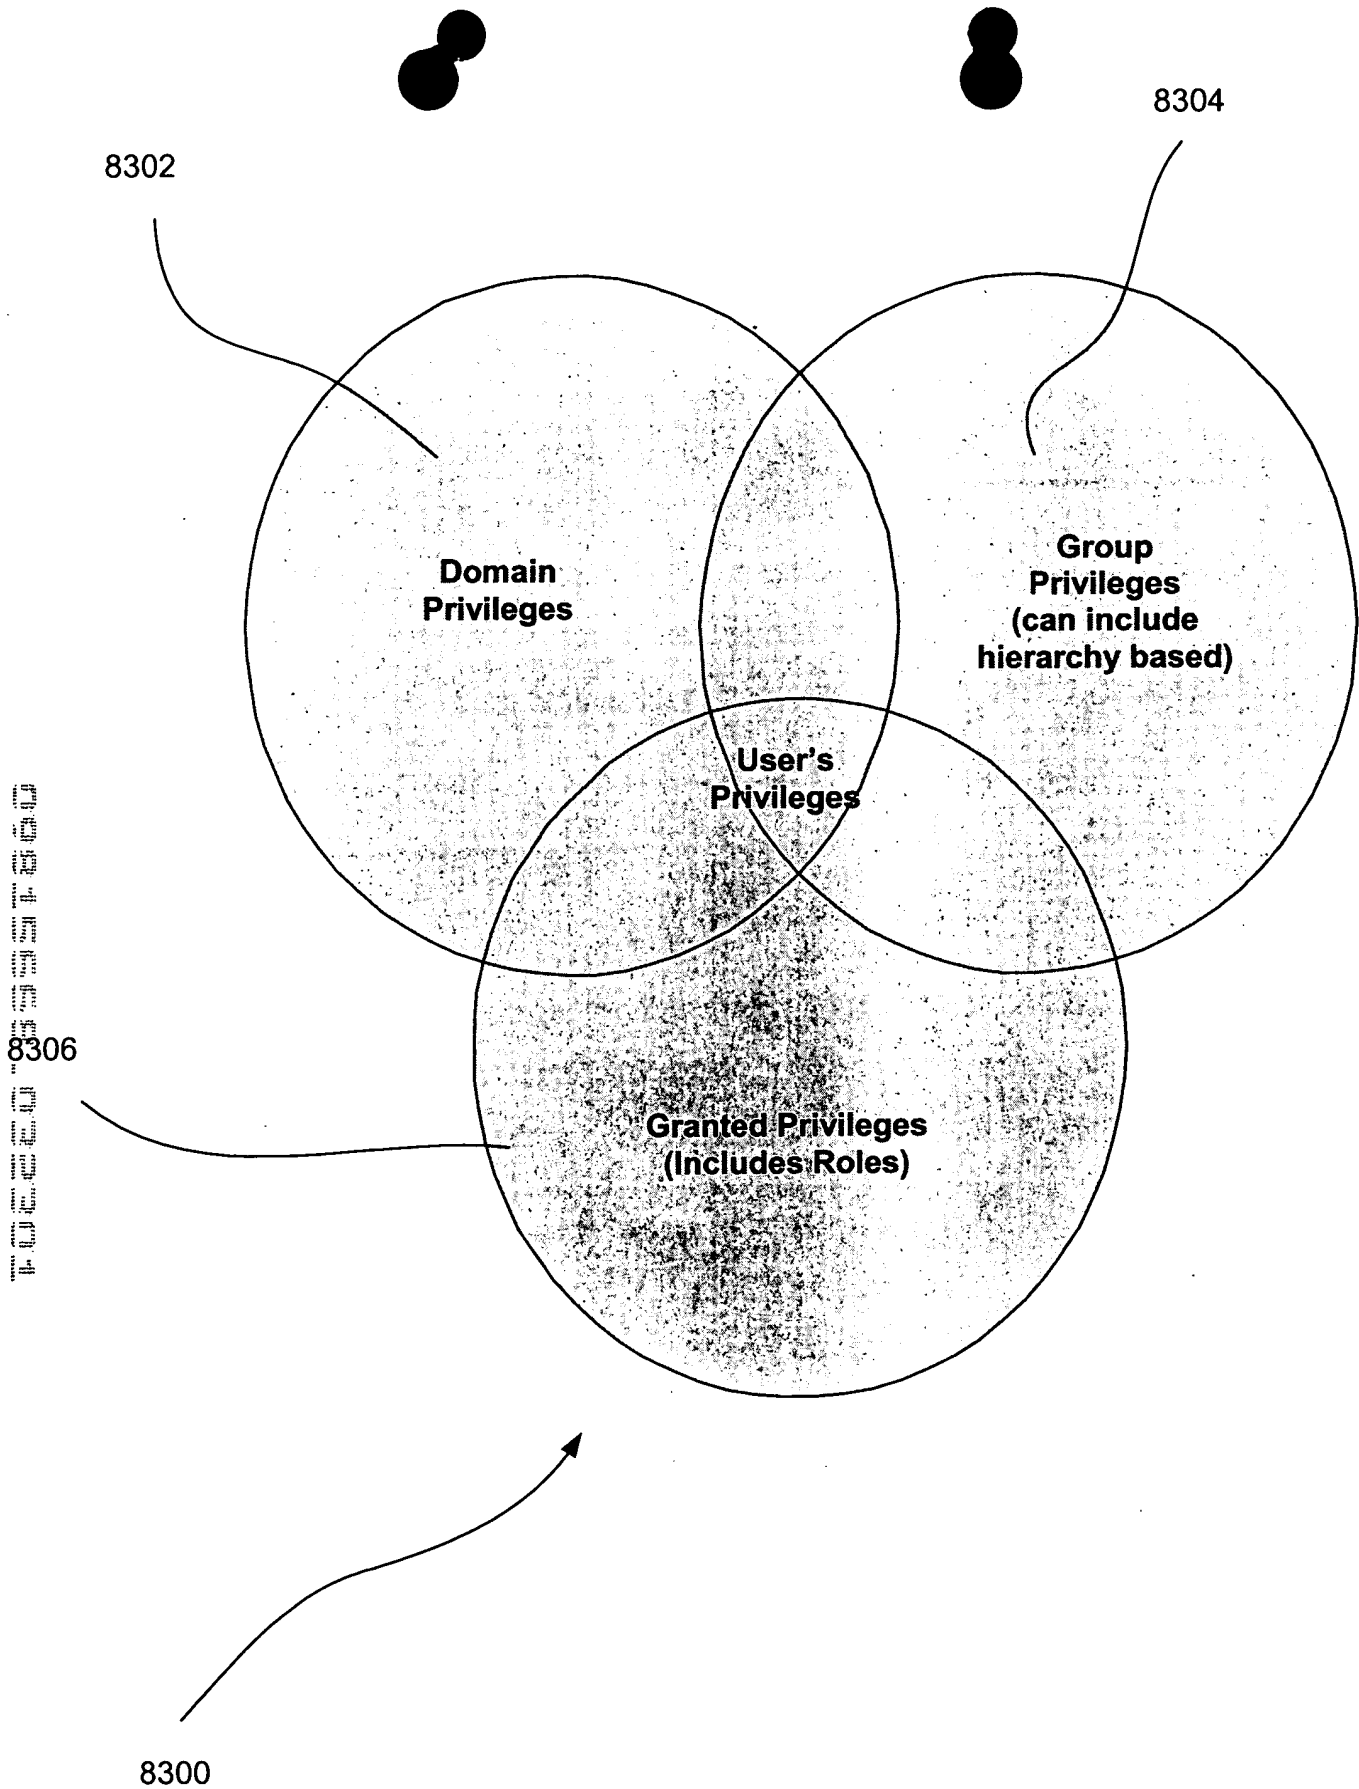 8304
8302
Domain
Privileges
Group
Privileges
(can include
hierarchy based)
User's
Privileges
8306
Granted Privileges
(Includes Roles)
8300